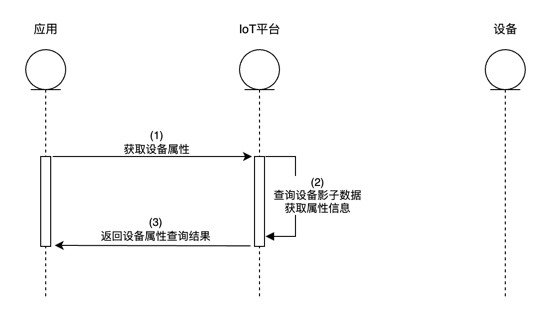 应用
IoT平台
设备
(1)
获取设备属性
(2)
查询设备影子数据
获取属性信息
(3)
返回设备属性查询结果